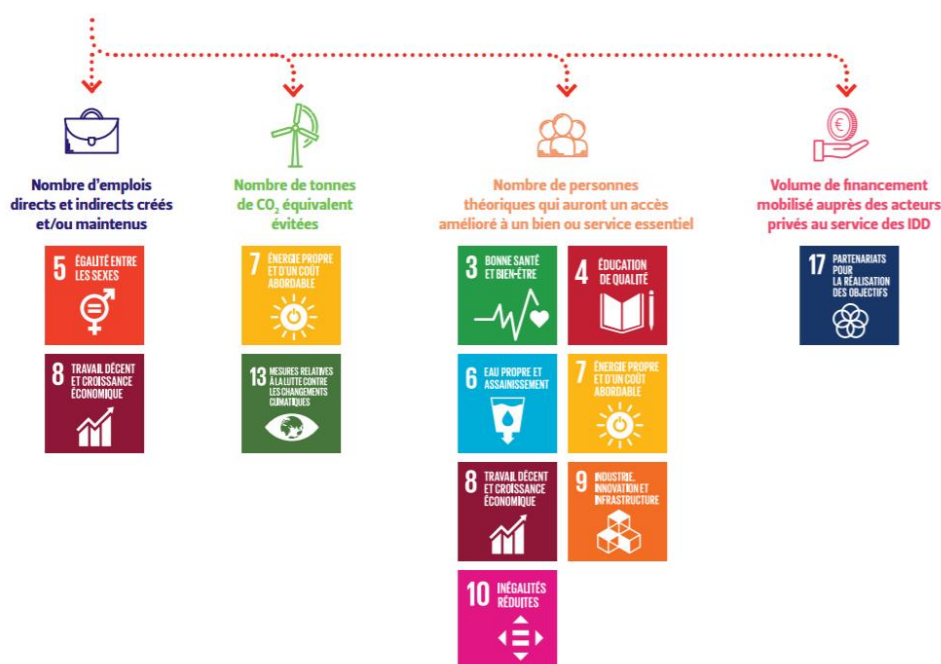 Nombre d'emplois
directs et indirects créés
et/ou maintenus
5 ÉGALITÉ ENTRE
LES SEXES
8 TRAVAIL DÉCENT
ET CROISSANCE
ÉCONOMIQUE
Nombre de tonnes
de CO₂ équivalent
évitées
7 ÉNERGIE PROPRE
ET D'UN COÛT
ABORDABLE
13 MESURES RELATIVES
À LA LUTTE CONTRE
LES CHANGEMENTS
CLIMATIQUES
Nombre de personnes
théoriques qui auront un accès
amélioré à un bien ou service essentiel
3 BONNE SANTÉ
ET BIEN-ÊTRE
4 ÉDUCATION
DE QUALITÉ
6 EAU PROPRE ET
ASSAINISSEMENT
7 ÉNERGIE PROPRE
ET D'UN COÛT
ABORDABLE
8 TRAVAIL DÉCENT
ET CROISSANCE
ÉCONOMIQUE
9 INDUSTRIE,
INNOVATION ET
INFRASTRUCTURE
10 INÉGALITÉS
RÉDUITES
Volume de financement
mobilisé auprès des acteurs
privés au service des IDD
17 PARTENARIATS
POUR
LA RÉALISATION
DES OBJECTIFS